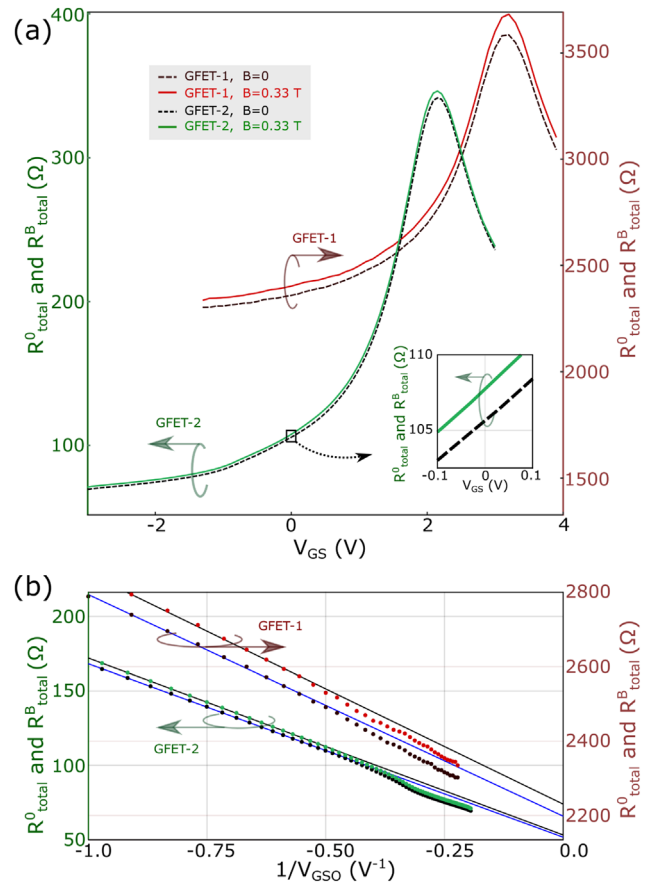 (a)
400
300
200
100
R⁰total and Rᴮtotal (Ω)
3500
3000
2500
2000
1500
R⁰total and Rᴮtotal (Ω)
GFET-1, B=0
GFET-1, B=0.33 T
GFET-2, B=0
GFET-2, B=0.33 T
GFET-1
GFET-2
110
105
R⁰total and Rᴮtotal (Ω)
-0.1 0 0.1
VGS (V)
-2 0 2 4
VGS (V)
(b)
200
150
100
50
R⁰total and Rᴮtotal (Ω)
2800
2600
2400
2200
R⁰total and Rᴮtotal (Ω)
GFET-1
GFET-2
-1.0 -0.75 -0.50 -0.25 0.0
1/VGSO (V⁻¹)